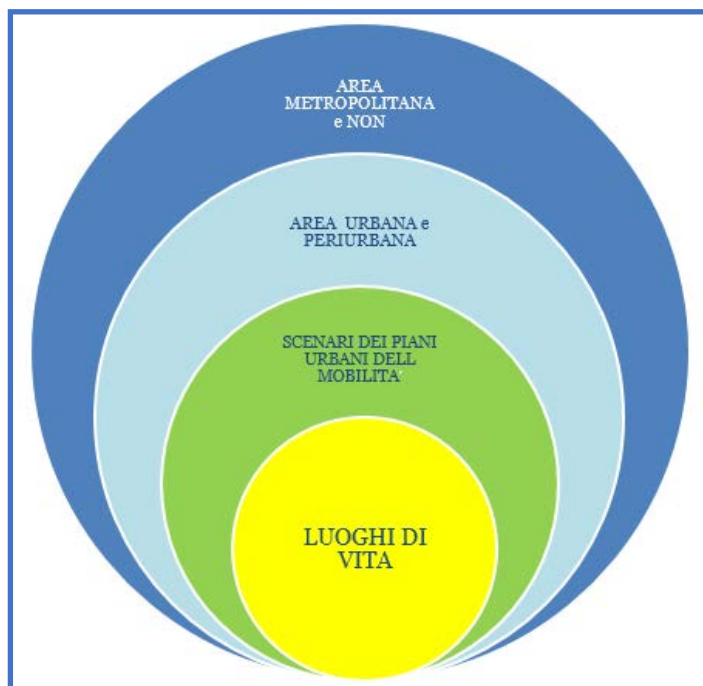 AREA
METROPOLITANA
e NON
AREA URBANA e
PERIURBANA
SCENARI DEI PIANI
URBANI DELL
MOBILITA'
LUOGHI DI
VITA